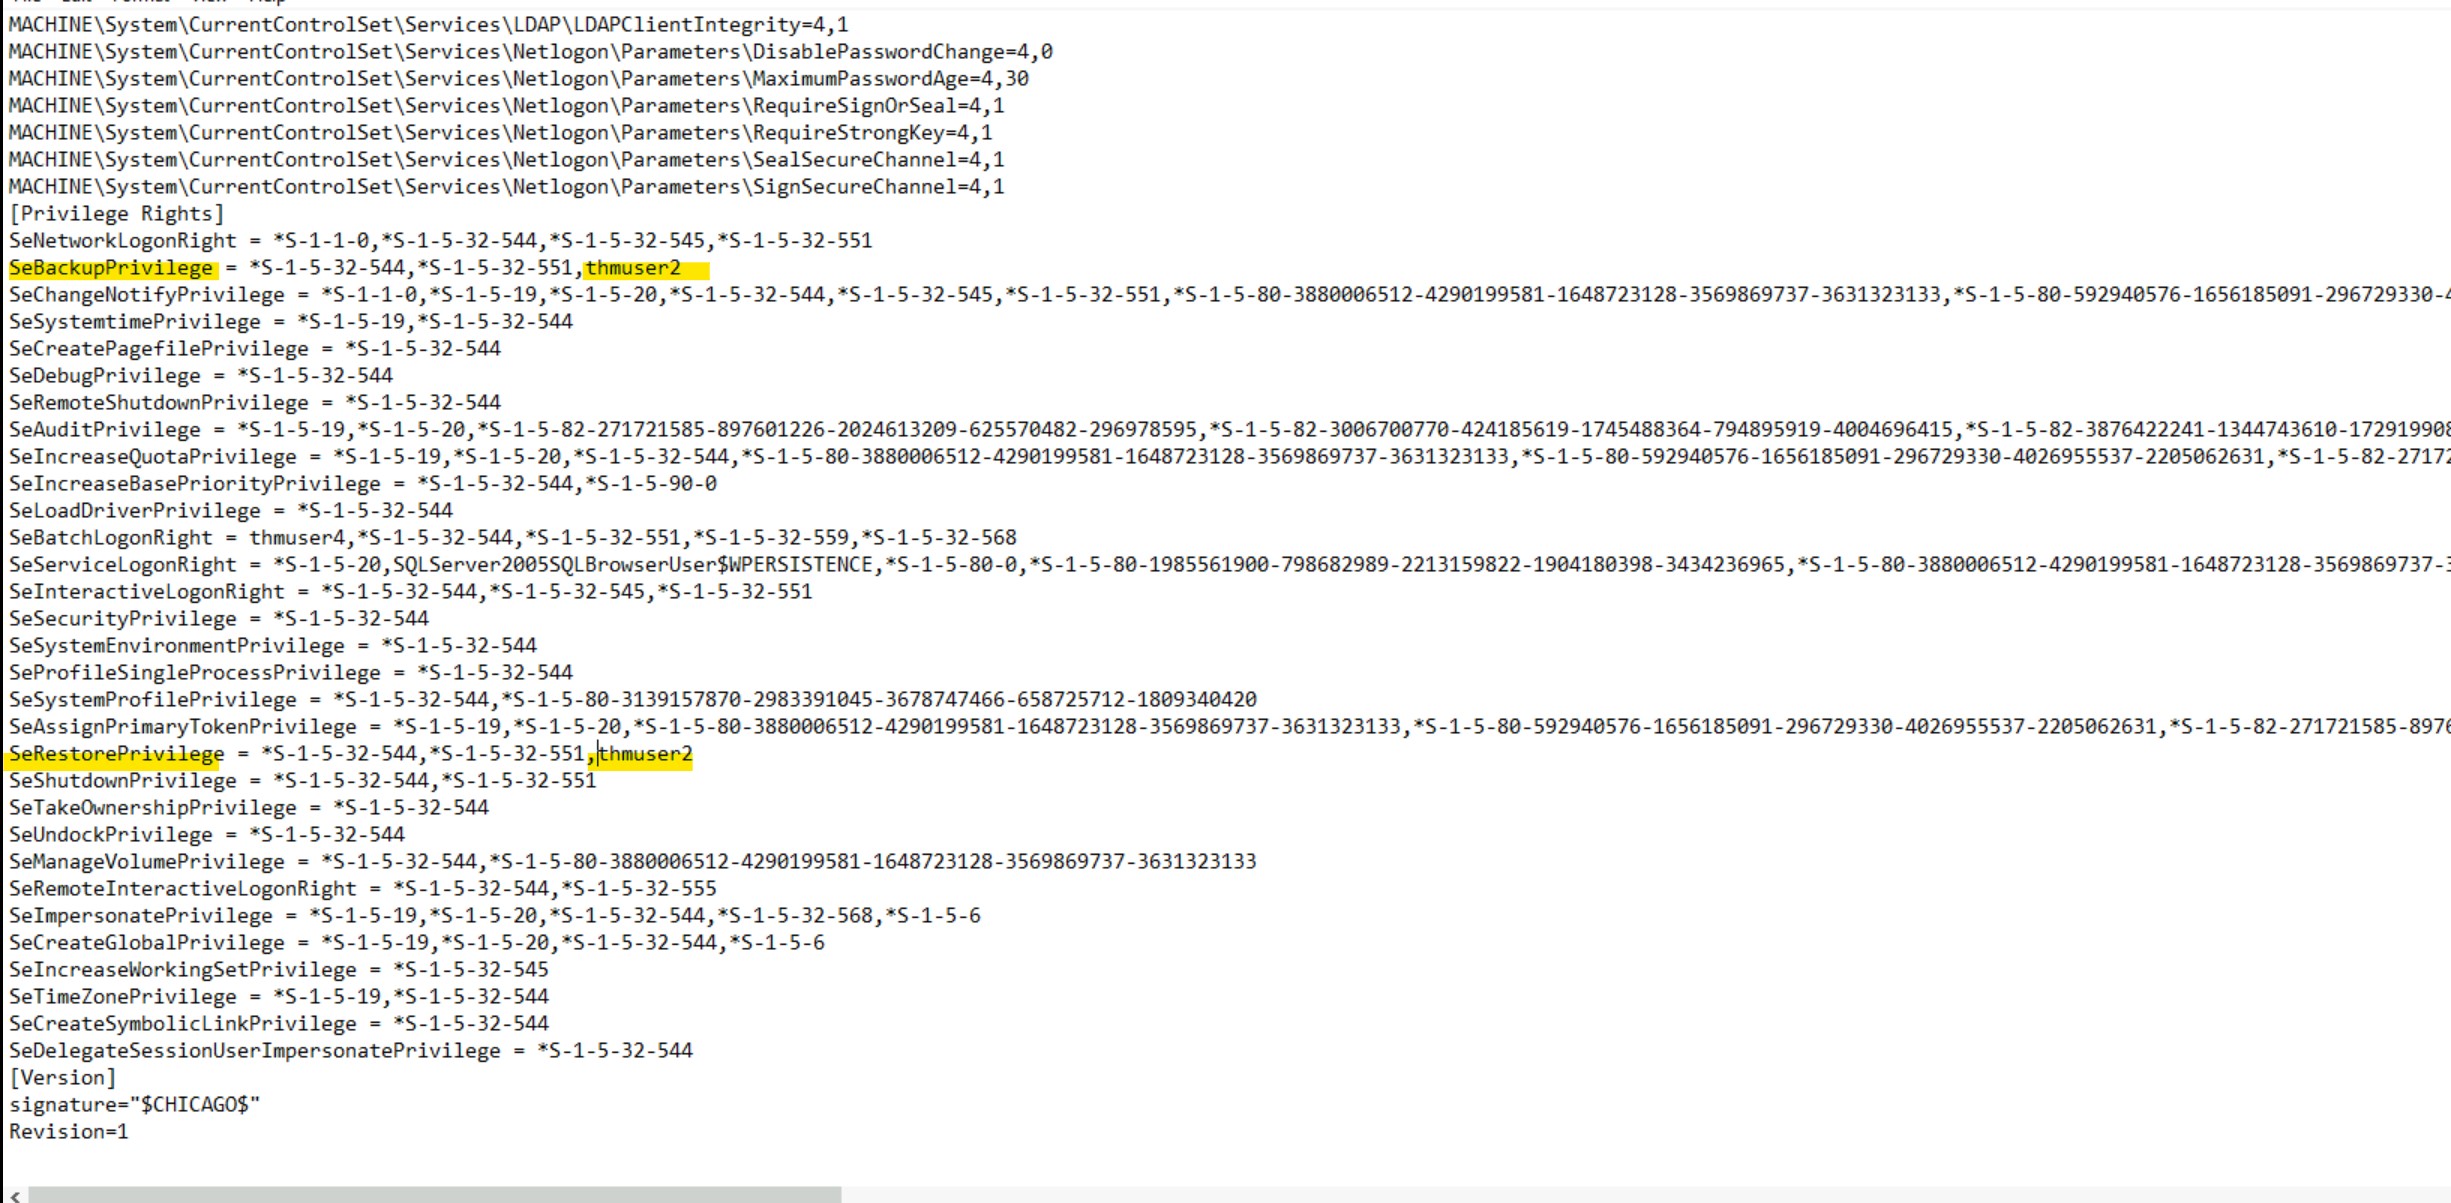 MACHINE\System\CurrentControlSet\Services\LDAP\LDAPClientIntegrity=4,1
MACHINE\System\CurrentControlSet\Services\Netlogon\Parameters\DisablePasswordChange=4,0
MACHINE\System\CurrentControlSet\Services\Netlogon\Parameters\MaximumPasswordAge=4,30
MACHINE\System\CurrentControlSet\Services\Netlogon\Parameters\RequireSignOrSeal=4,1
MACHINE\System\CurrentControlSet\Services\Netlogon\Parameters\RequireStrongKey=4,1
MACHINE\System\CurrentControlSet\Services\Netlogon\Parameters\SealSecureChannel=4,1
MACHINE\System\CurrentControlSet\Services\Netlogon\Parameters\SignSecureChannel=4,1
[Privilege Rights]
SeNetworkLogonRight = *S-1-1-0,*S-1-5-32-544,*S-1-5-32-545,*S-1-5-32-551
SeBackupPrivilege = *S-1-5-32-544,*S-1-5-32-551,thmuser2
SeChangeNotifyPrivilege = *S-1-1-0,*S-1-5-19,*S-1-5-20,*S-1-5-32-544,*S-1-5-32-545,*S-1-5-32-551,*S-1-5-80-3880006512-4290199581-1648723128-3569869737-3631323133,*S-1-5-80-592940576-1656185091-296729330-4
SeSystemtimePrivilege = *S-1-5-19,*S-1-5-32-544
SeCreatePagefilePrivilege = *S-1-5-32-544
SeDebugPrivilege = *S-1-5-32-544
SeRemoteShutdownPrivilege = *S-1-5-32-544
SeAuditPrivilege = *S-1-5-19,*S-1-5-20,*S-1-5-82-271721585-897601226-2024613209-625570482-296978595,*S-1-5-82-3006700770-424185619-1745488364-794895919-4004696415,*S-1-5-82-3876422241-1344743610-172919908
SeIncreaseQuotaPrivilege = *S-1-5-19,*S-1-5-20,*S-1-5-32-544,*S-1-5-80-3880006512-4290199581-1648723128-3569869737-3631323133,*S-1-5-80-592940576-1656185091-296729330-4026955537-2205062631,*S-1-5-82-27172
SeIncreaseBasePriorityPrivilege = *S-1-5-32-544,*S-1-5-90-0
SeLoadDriverPrivilege = *S-1-5-32-544
SeBatchLogonRight = thmuser4,*S-1-5-32-544,*S-1-5-32-551,*S-1-5-32-559,*S-1-5-32-568
SeServiceLogonRight = *S-1-5-20,SQLServer2005SQLBrowserUser$WPERSISTENCE,*S-1-5-80-0,*S-1-5-80-1985561900-798682989-2213159822-1904180398-3434236965,*S-1-5-80-3880006512-4290199581-1648723128-3569869737-3
SeInteractiveLogonRight = *S-1-5-32-544,*S-1-5-32-545,*S-1-5-32-551
SeSecurityPrivilege = *S-1-5-32-544
SeSystemEnvironmentPrivilege = *S-1-5-32-544
SeProfileSingleProcessPrivilege = *S-1-5-32-544
SeSystemProfilePrivilege = *S-1-5-32-544,*S-1-5-80-3139157870-2983391045-3678747466-658725712-1809340420
SeAssignPrimaryTokenPrivilege = *S-1-5-19,*S-1-5-20,*S-1-5-80-3880006512-4290199581-1648723128-3569869737-3631323133,*S-1-5-80-592940576-1656185091-296729330-4026955537-2205062631,*S-1-5-82-271721585-8976
SeRestorePrivilege = *S-1-5-32-544,*S-1-5-32-551,thmuser2
SeShutdownPrivilege = *S-1-5-32-544,*S-1-5-32-551
SeTakeOwnershipPrivilege = *S-1-5-32-544
SeUndockPrivilege = *S-1-5-32-544
SeManageVolumePrivilege = *S-1-5-32-544,*S-1-5-80-3880006512-4290199581-1648723128-3569869737-3631323133
SeRemoteInteractiveLogonRight = *S-1-5-32-544,*S-1-5-32-555
SeImpersonatePrivilege = *S-1-5-19,*S-1-5-20,*S-1-5-32-544,*S-1-5-32-568,*S-1-5-6
SeCreateGlobalPrivilege = *S-1-5-19,*S-1-5-20,*S-1-5-32-544,*S-1-5-6
SeIncreaseWorkingSetPrivilege = *S-1-5-32-545
SeTimeZonePrivilege = *S-1-5-19,*S-1-5-32-544
SeCreateSymbolicLinkPrivilege = *S-1-5-32-544
SeDelegateSessionUserImpersonatePrivilege = *S-1-5-32-544
[Version]
signature="$CHICAGO$"
Revision=1